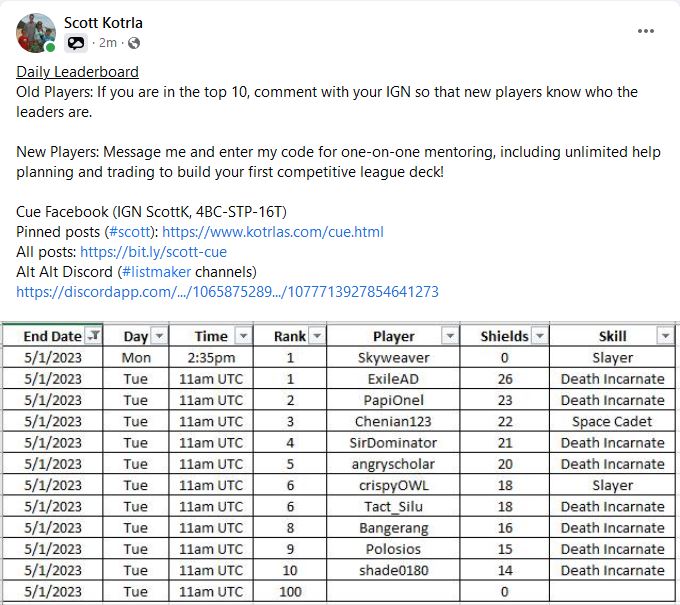 Scott Kotrla
· 2m ·
Daily Leaderboard
Old Players: If you are in the top 10, comment with your IGN so that new players know who the
leaders are.
New Players: Message me and enter my code for one-on-one mentoring, including unlimited help
planning and trading to build your first competitive league deck!
Cue Facebook (IGN ScottK, 4BC-STP-16T)
Pinned posts (#scott): https://www.kotrlas.com/cue.html
All posts: https://bit.ly/scott-cue
Alt Alt Discord (#listmaker channels)
https://discordapp.com/.../1065875289.../1077713927854641273
End Date Day Time Rank Player Shields Skill
5/1/2023 Mon 2:35pm 1 Skyweaver 0 Slayer
5/1/2023 Tue 11am UTC 1 ExileAD 26 Death Incarnate
5/1/2023 Tue 11am UTC 2 PapiOnel 23 Death Incarnate
5/1/2023 Tue 11am UTC 3 Chenian123 22 Space Cadet
5/1/2023 Tue 11am UTC 4 SirDominator 21 Death Incarnate
5/1/2023 Tue 11am UTC 5 angryscholar 20 Death Incarnate
5/1/2023 Tue 11am UTC 6 crispyOWL 18 Slayer
5/1/2023 Tue 11am UTC 6 Tact_Silu 18 Death Incarnate
5/1/2023 Tue 11am UTC 8 Bangerang 16 Death Incarnate
5/1/2023 Tue 11am UTC 9 Polosios 15 Death Incarnate
5/1/2023 Tue 11am UTC 10 shade0180 14 Death Incarnate
5/1/2023 Tue 11am UTC 100 0